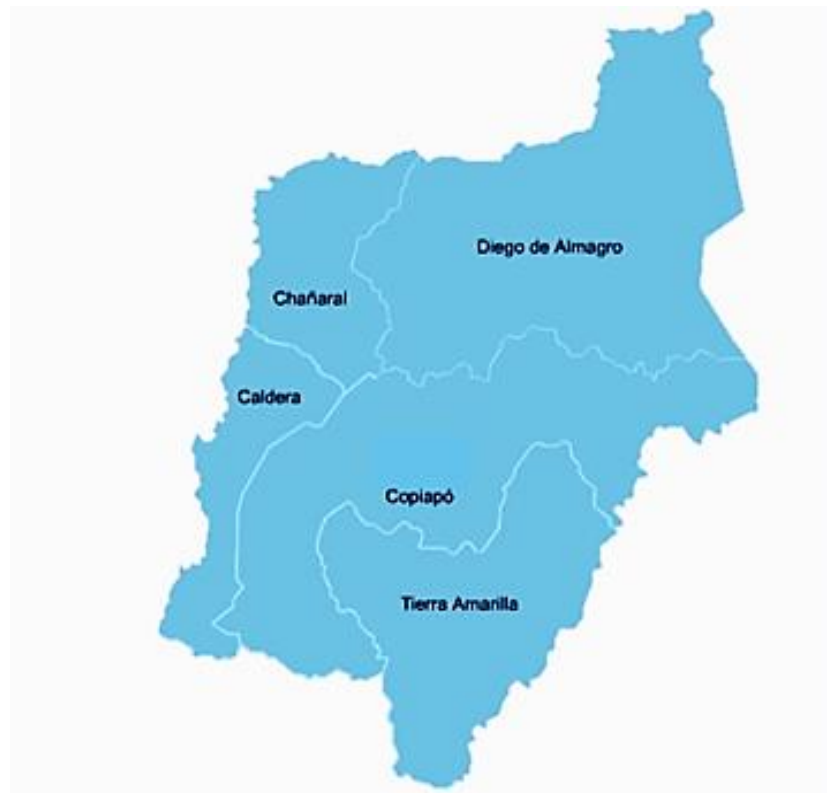 Diego de Almagro
Chañaral
Caldera
Copiapó
Tierra Amarilla